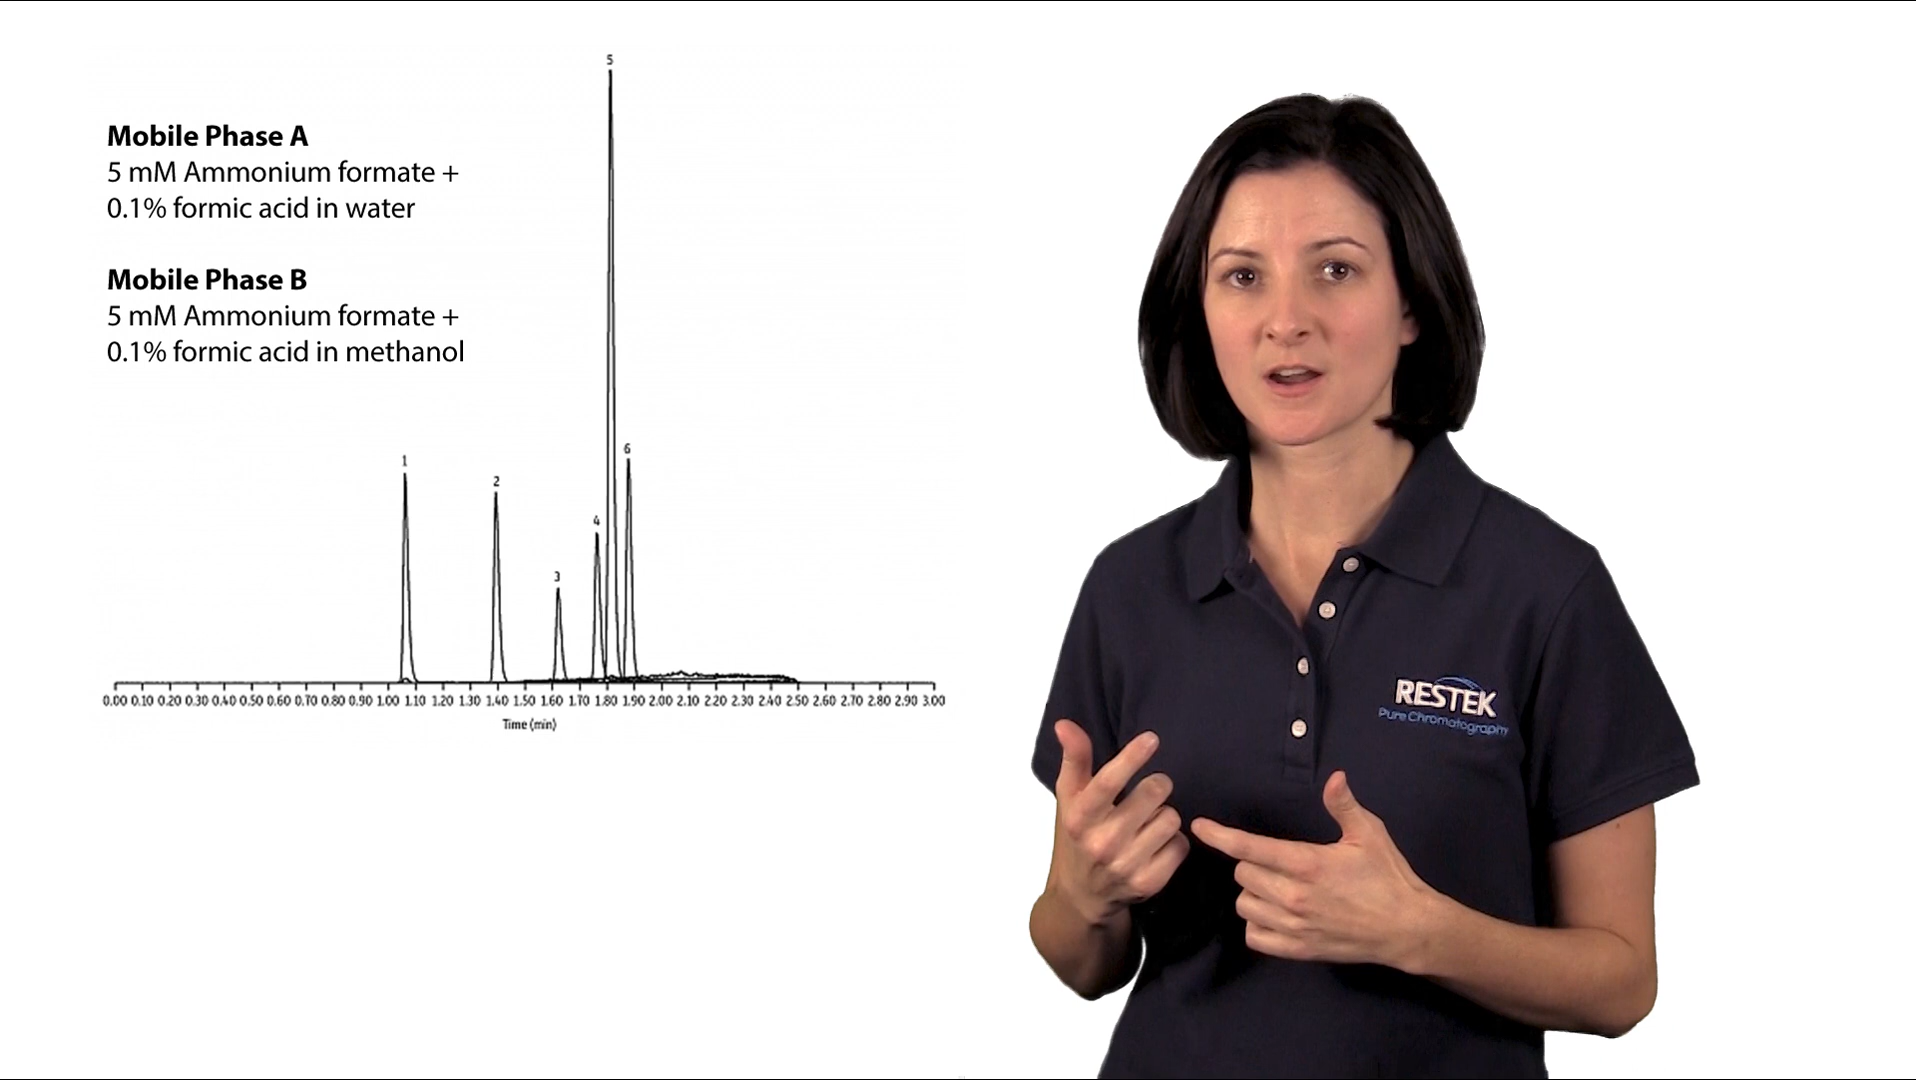 5
Mobile Phase A
5 mM Ammonium formate +
0.1% formic acid in water
Mobile Phase B
5 mM Ammonium formate +
0.1% formic acid in methanol
1
2
3
4
6
0.00 0.10 0.20 0.30 0.40 0.50 0.60 0.70 0.80 0.90 1.00 1.10 1.20 1.30 1.40 1.50 1.60 1.70 1.80 1.90 2.00 2.10 2.20 2.30 2.40 2.50 2.60 2.70 2.80 2.90 3.00
Time (min)
RESTEK
Pure Chromatography